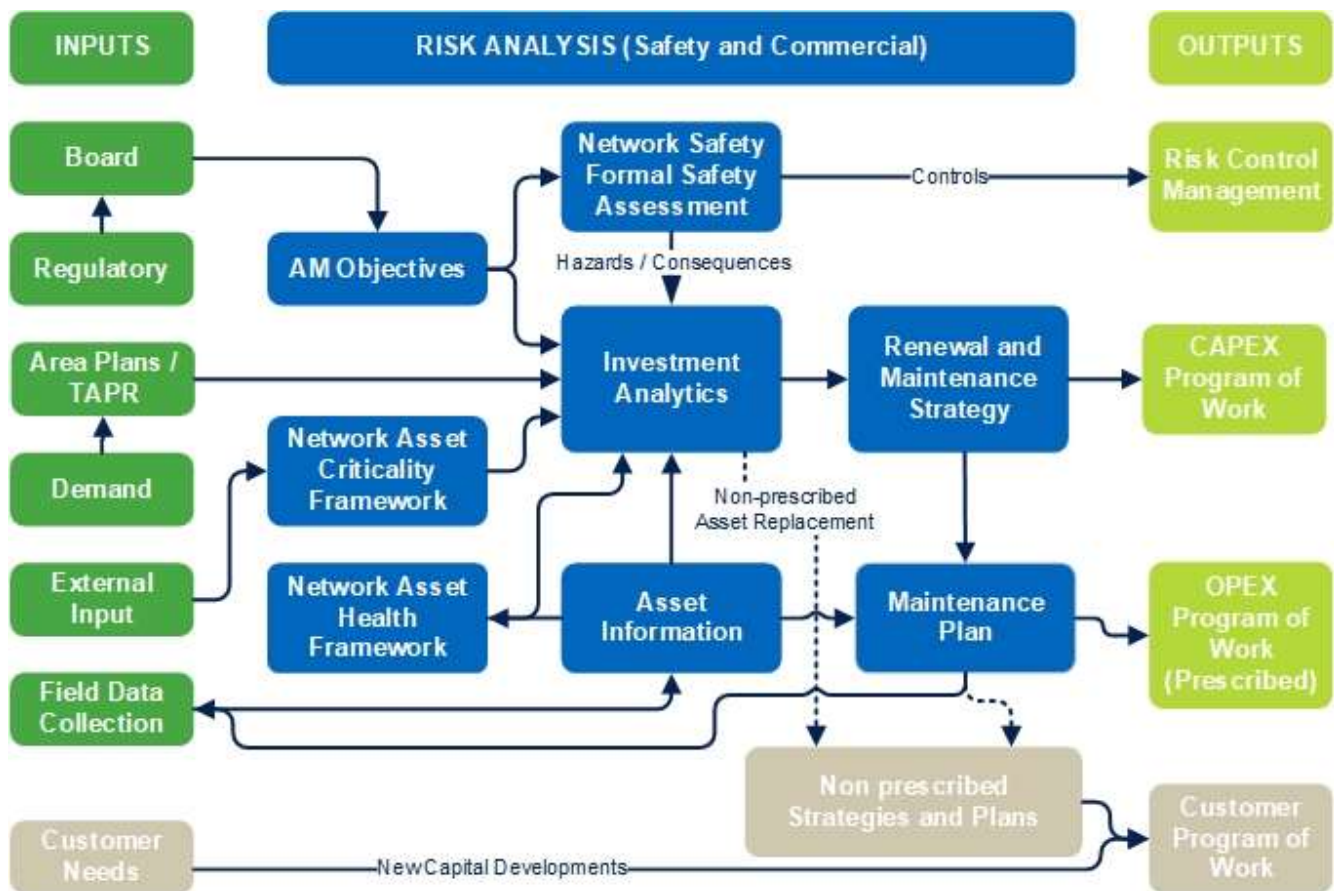 INPUTS
RISK ANALYSIS (Safety and Commercial)
OUTPUTS
Board
Network Safety
Formal Safety
Assessment
Controls
Risk Control
Management
Regulatory
AM Objectives
Hazards / Consequences
Area Plans /
TAPR
Investment
Analytics
Renewal and
Maintenance
Strategy
CAPEX
Program of
Work
Demand
Network Asset
Criticality
Framework
Non-prescribed
Asset Replacement
External
Input
Network Asset
Health
Framework
Asset
Information
Maintenance
Plan
OPEX
Program of
Work
(Prescribed)
Field Data
Collection
Non prescribed
Strategies and Plans
Customer
Needs
New Capital Developments
Customer
Program of
Work